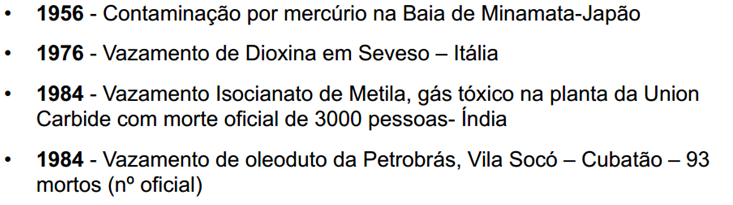 • 1956 - Contaminação por mercúrio na Baia de Minamata-Japão
• 1976 - Vazamento de Dioxina em Seveso – Itália
• 1984 - Vazamento Isocianato de Metila, gás tóxico na planta da Union
Carbide com morte oficial de 3000 pessoas- Índia
• 1984 - Vazamento de oleoduto da Petrobrás, Vila Socó – Cubatão – 93
mortos (nº oficial)